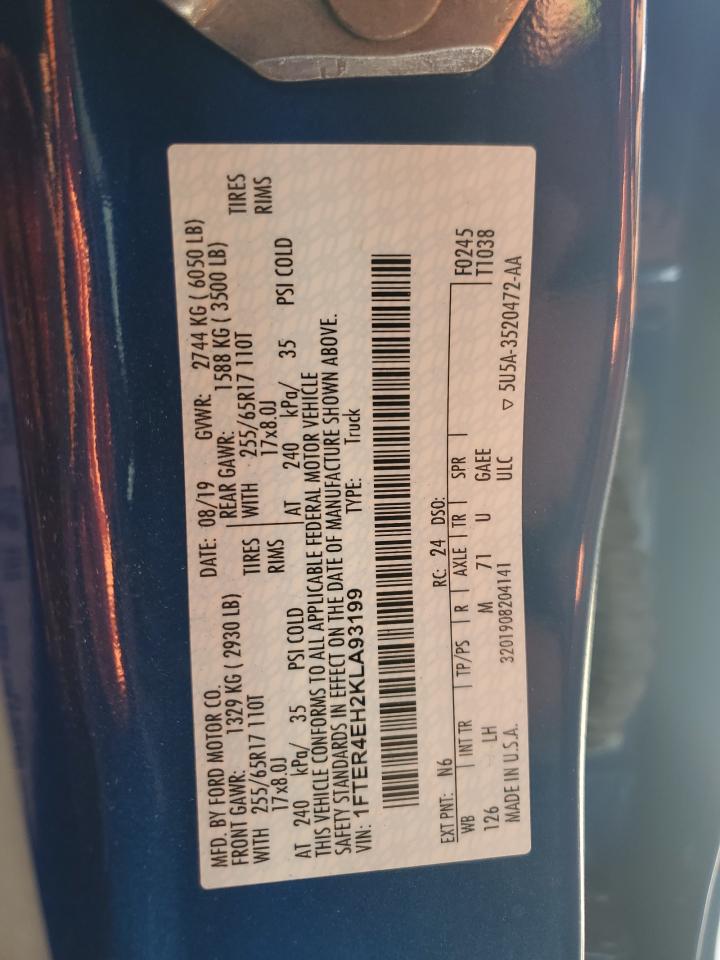 MFD. BY FORD MOTOR CO. DATE: 08/19 GVWR: 2744 KG ( 6050 LB)
FRONT GAWR: 1329 KG ( 2930 LB) REAR GAWR: 1588 KG ( 3500 LB)
WITH 255/65R17 110T TIRES WITH 255/65R17 110T TIRES
17x8.0J RIMS 17x8.0J RIMS
AT 240 kPa/ 35 PSI COLD AT 240 kPa/ 35 PSI COLD
THIS VEHICLE CONFORMS TO ALL APPLICABLE FEDERAL MOTOR VEHICLE
SAFETY STANDARDS IN EFFECT ON THE DATE OF MANUFACTURE SHOWN ABOVE.
VIN: 1FTER4EH2KLA93199 TYPE: Truck
EXT PNT: N6 RC: 24 DSO: F0245
WB INT TR TP/PS R AXLE TR SPR T1038
126 LH M 71 U GAEE
MADE IN U.S.A. 3201908204141 ULC ▽ 5U5A-3520472-AA